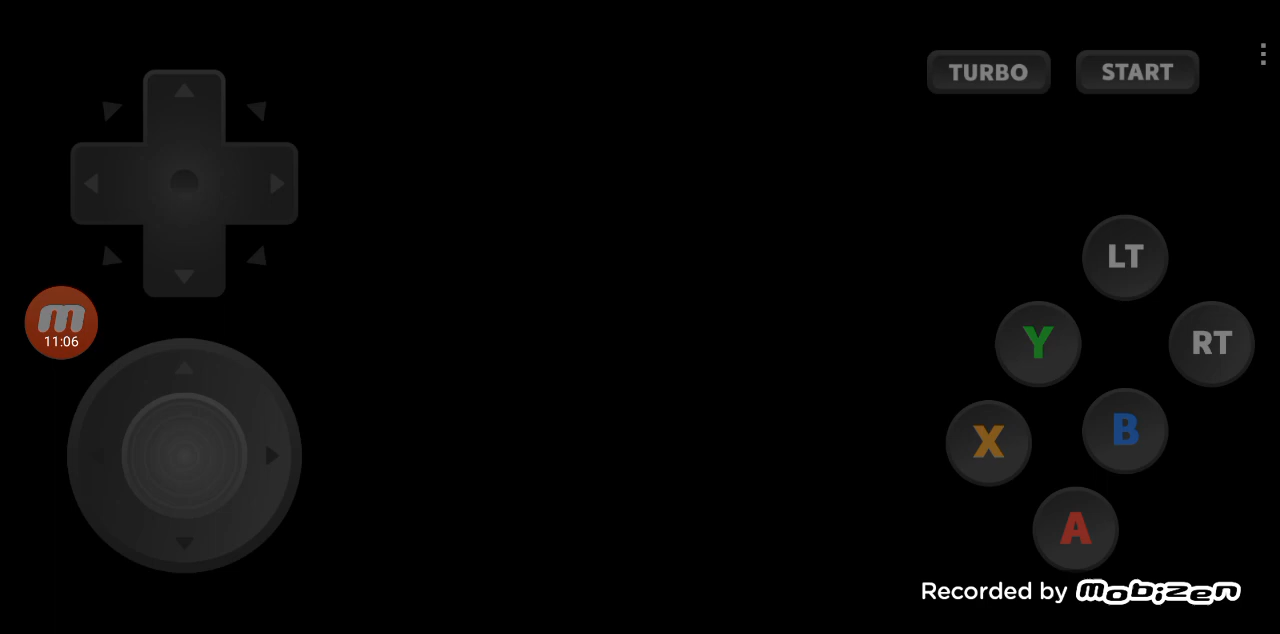 TURBO START
LT
Y RT
m
11:06
X B
A
Recorded by mobizen